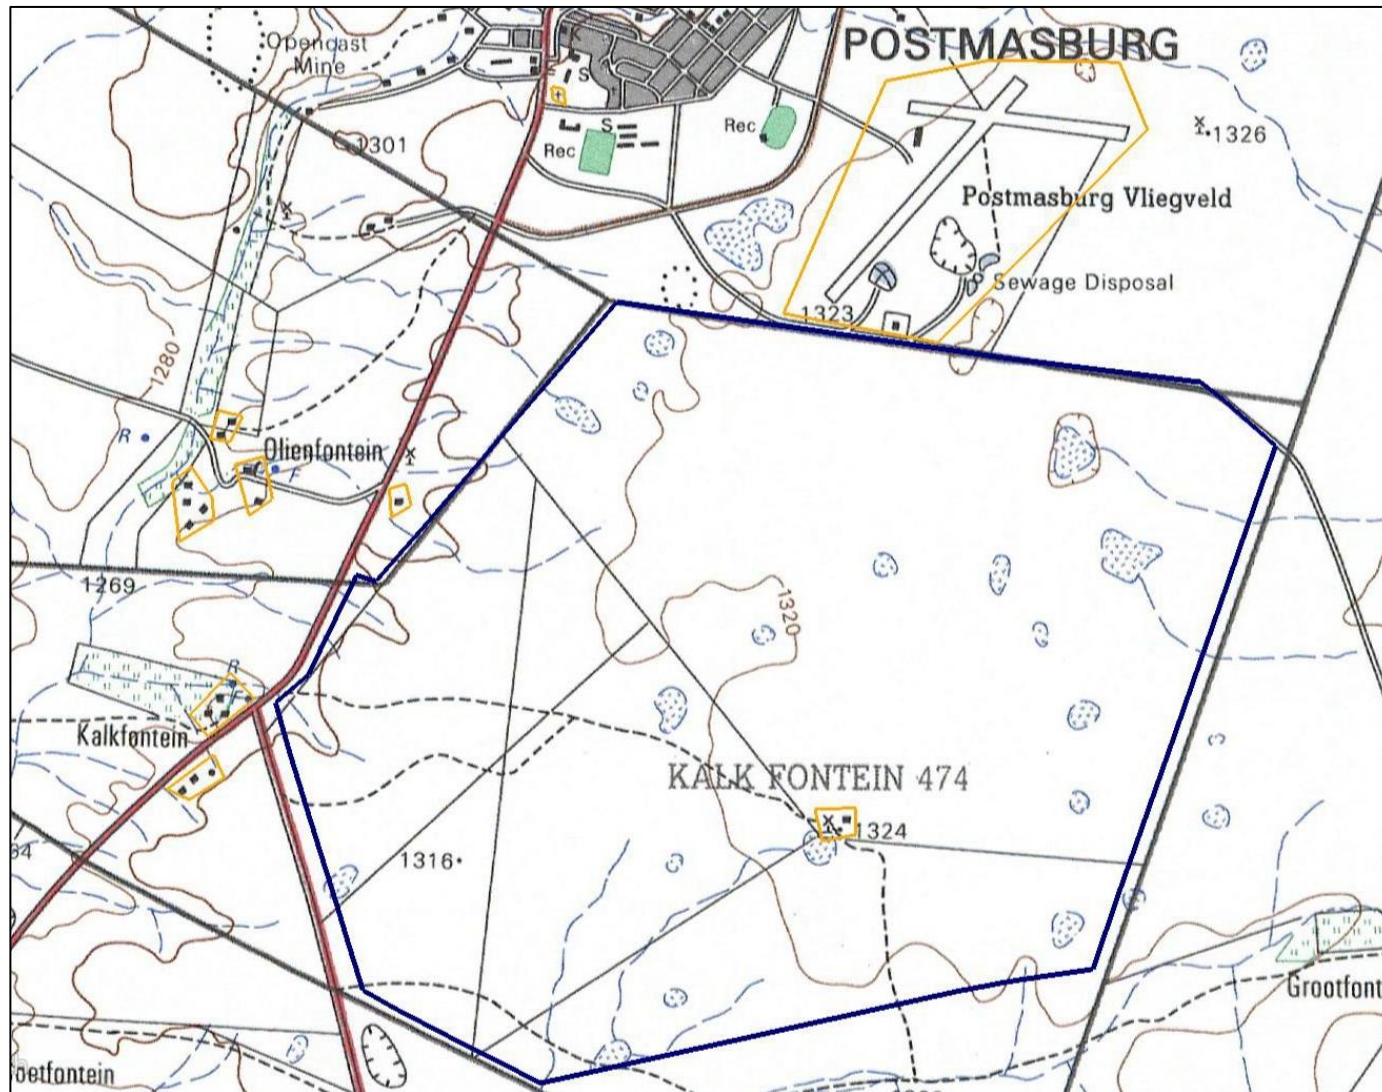 POSTMASBURG
Opencast
Mine
S
1301
Rec
S
Rec
1326
Postmasburg Vliegveld
Sewage Disposal
1323
1280
R
Olienfontein
F
1269
1320
R
F
Kalkfontein
KALK FONTEIN 474
1324
1316
Grootfont
oetfontein